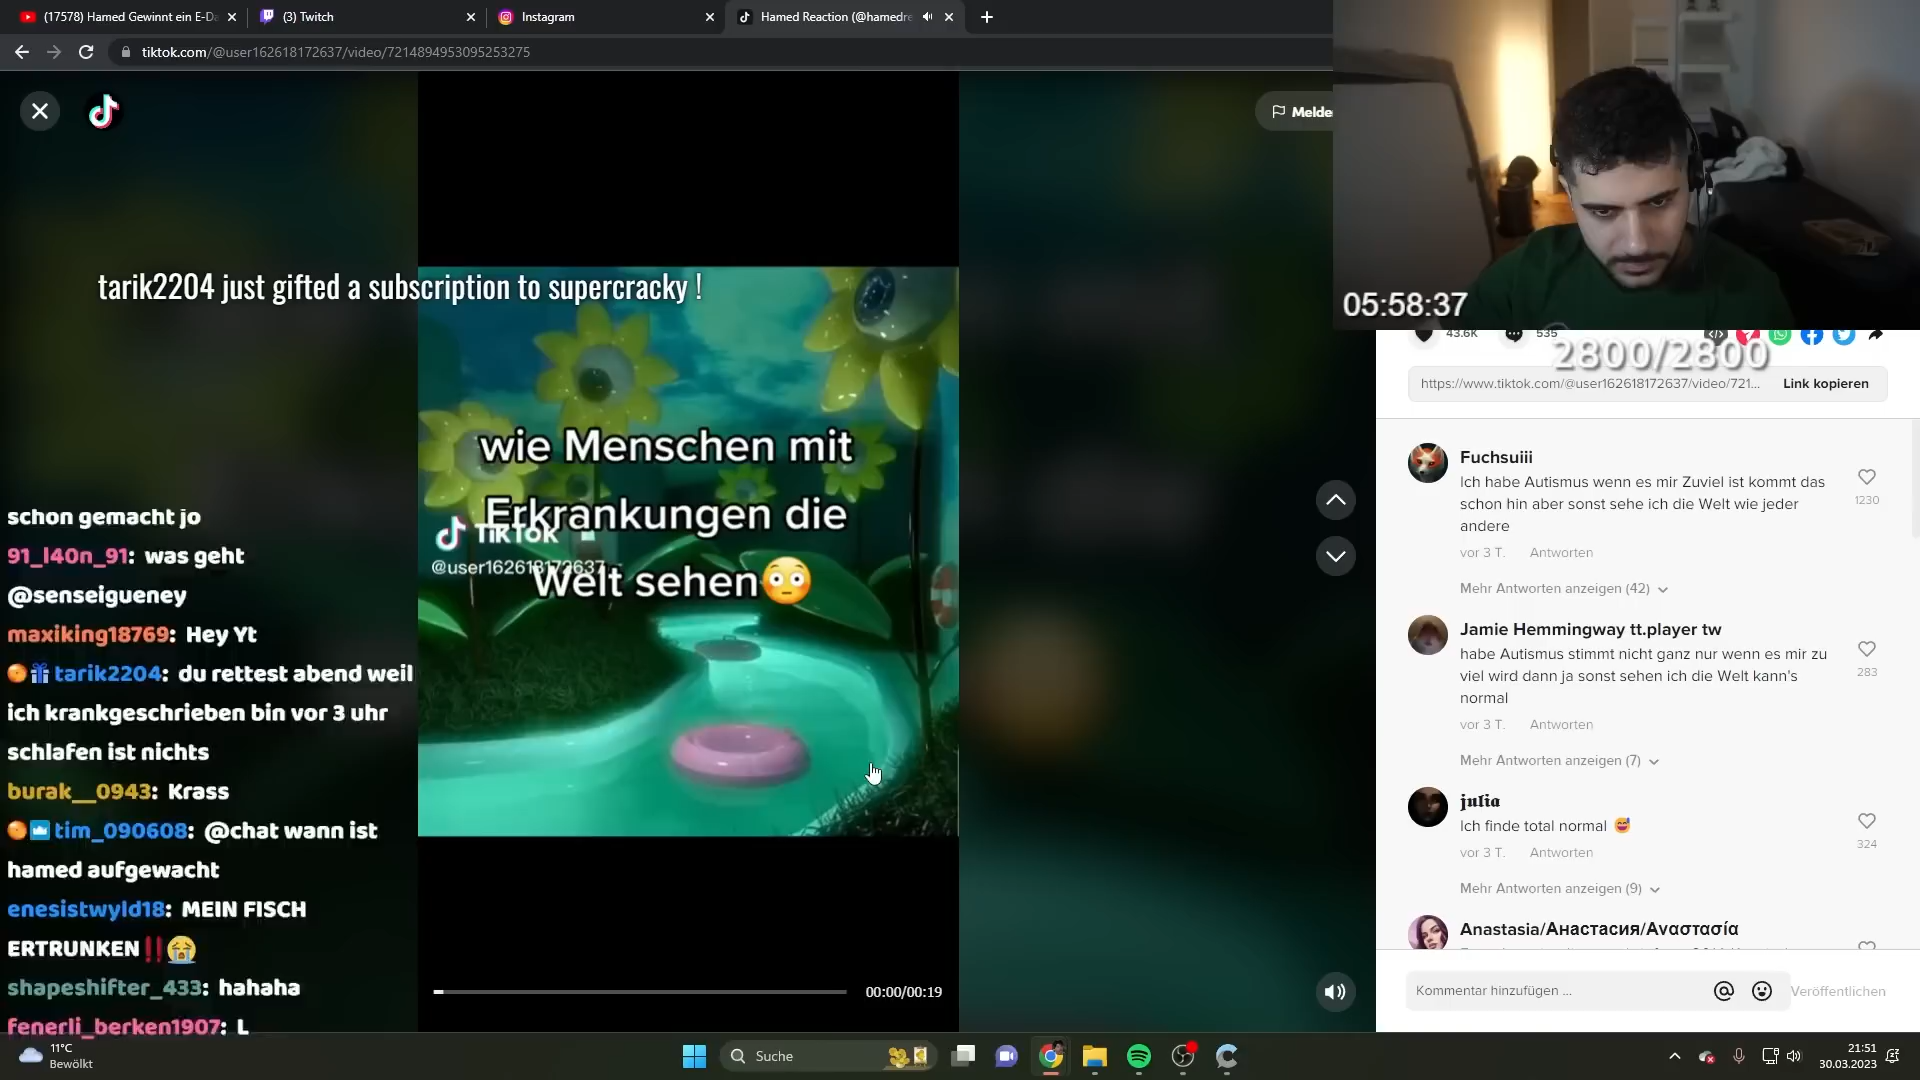 (17578) Hamed Gewinnt ein E-Da
(3) Twitch
Instagram
Hamed Reaction (@hamedre
tiktok.com/@user162618172637/video/7214894953095253275
Melde
tarik2204 just gifted a subscription to supercracky !
05:58:37
43.6K
535
2800/2800
https://www.tiktok.com/@user162618172637/video/721...
Link kopieren
wie Menschen mit
Erkrankungen die
Welt sehen😳
TikTok
@user162618172637
schon gemacht jo
91_l40n_91: was geht
@senseigueney
maxiking18769: Hey Yt
tarik2204: du rettest abend weil
ich krankgeschrieben bin vor 3 uhr
schlafen ist nichts
burak__0943: Krass
tim_090608: @chat wann ist
hamed aufgewacht
enesistwyld18: MEIN FISCH
ERTRUNKEN‼️😭
shapeshifter_433: hahaha
fenerli_berken1907: L
00:00/00:19
Fuchsuiii
Ich habe Autismus wenn es mir Zuviel ist kommt das
schon hin aber sonst sehe ich die Welt wie jeder
andere
1230
vor 3 T. Antworten
Mehr Antworten anzeigen (42)
Jamie Hemmingway tt.player tw
habe Autismus stimmt nicht ganz nur wenn es mir zu
viel wird dann ja sonst sehen ich die Welt kann's
normal
283
vor 3 T. Antworten
Mehr Antworten anzeigen (7)
𝖏𝖚𝖑𝖎𝖆
Ich finde total normal 😅
324
vor 3 T. Antworten
Mehr Antworten anzeigen (9)
Anastasia/Анастасия/Αναστασία
Kommentar hinzufügen ...
Veröffentlichen
11°C
Bewölkt
Suche
21:51
30.03.2023